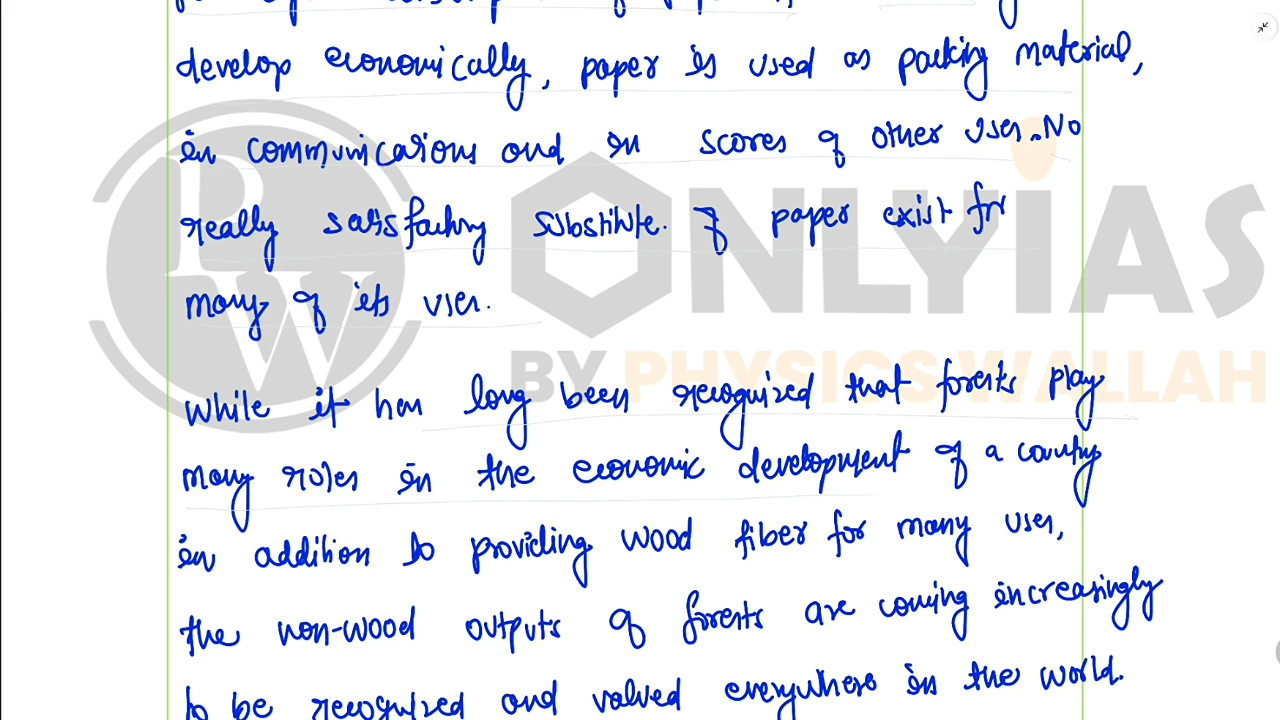 develop economically, paper is used as packing material,
in communications and in scores of other uses. No
really satisfactory substitute. of paper exist for
many of its uses.
While it has long been recognized that forests play
many roles in the economic development of a country
in addition to providing wood fiber for many uses,
the non-wood outputs of forests are coming increasingly
to be recognized and valued everywhere in the world.
PW
ONLYIAS
BY PHYSICS WALLAH